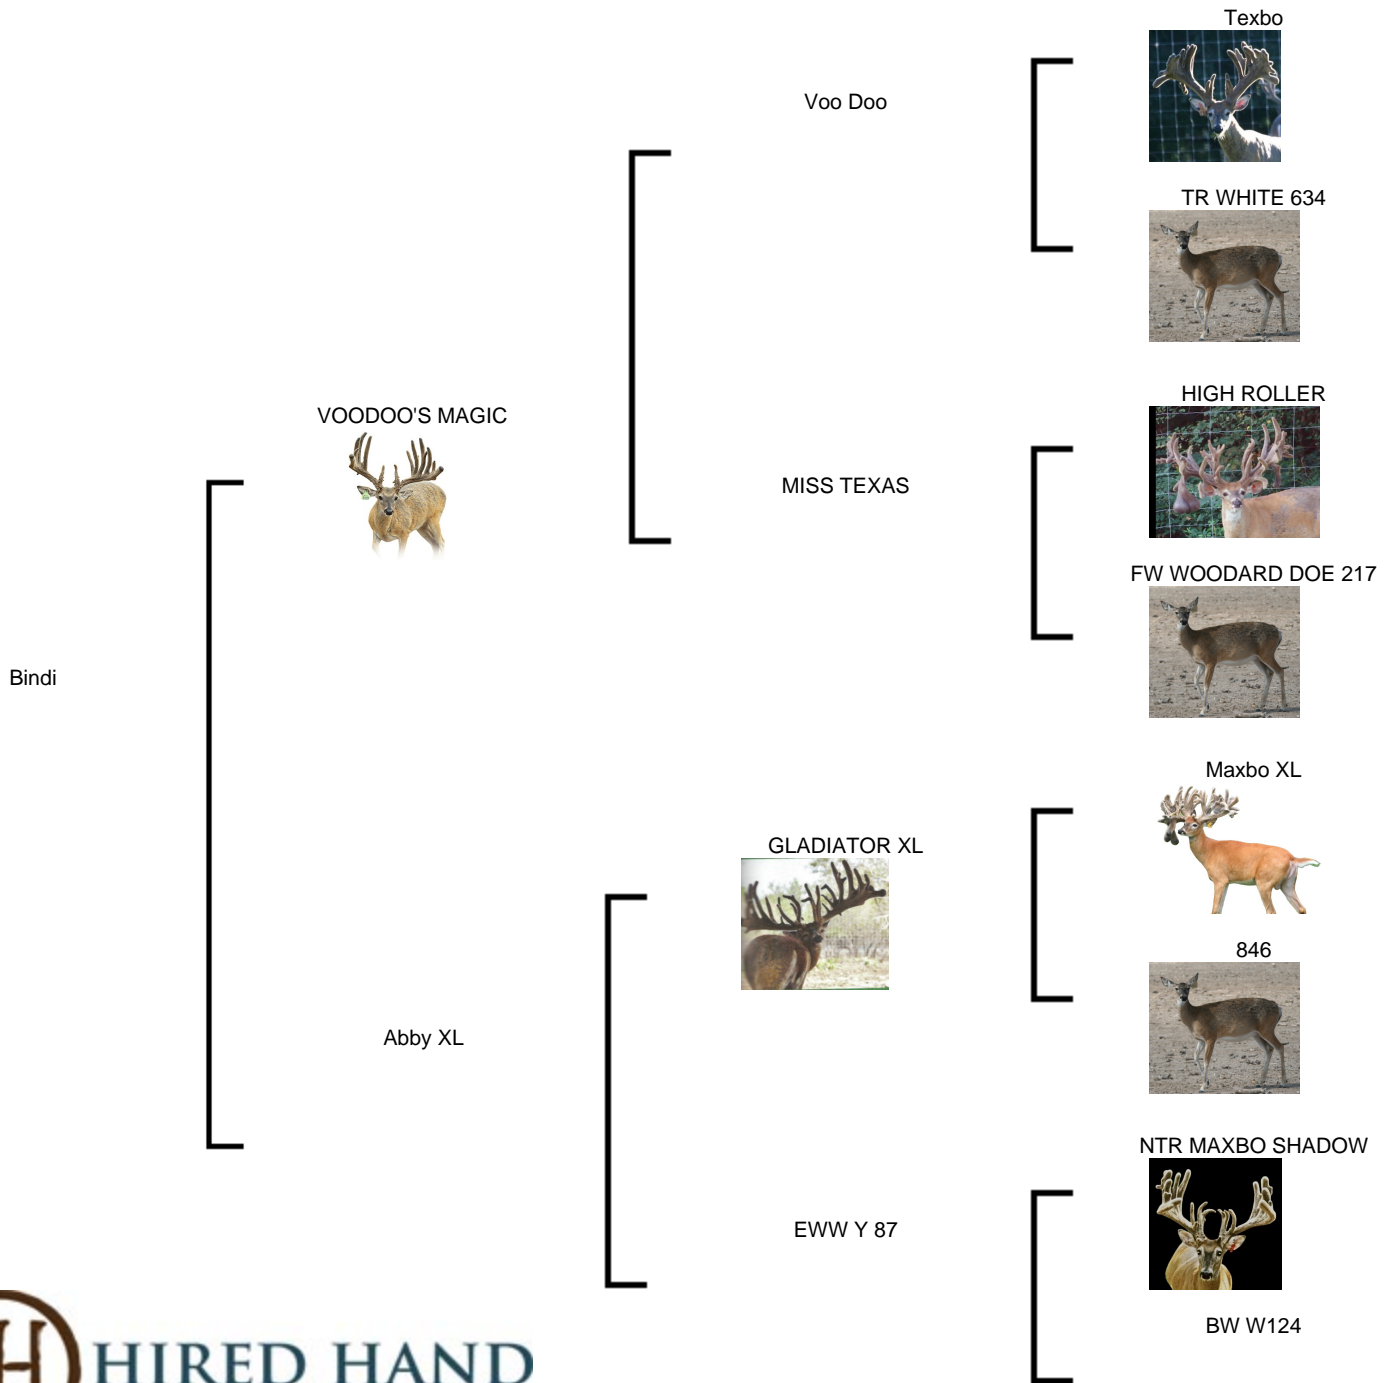 Texbo
Voo Doo
TR WHITE 634
HIGH ROLLER
VOODOO'S MAGIC
MISS TEXAS
FW WOODARD DOE 217
Bindi
Maxbo XL
GLADIATOR XL
846
Abby XL
NTR MAXBO SHADOW
EWW Y 87
BW W124
H HIRED HAND